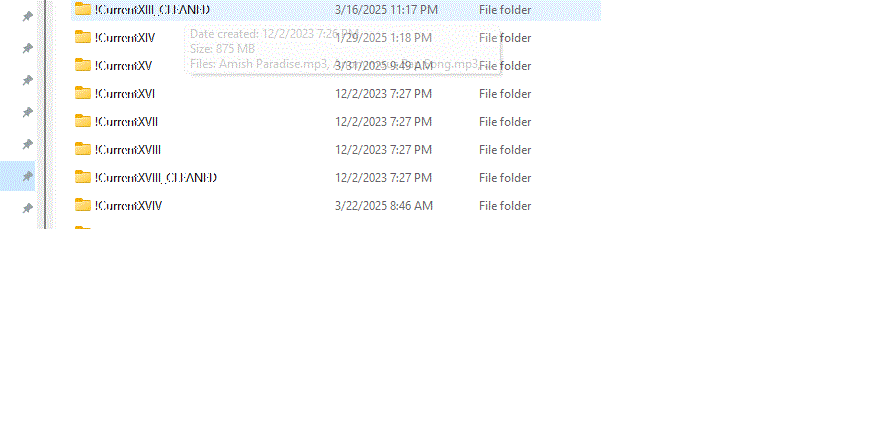 !CurrentXIII_CLEANED 3/16/2025 11:17 PM File folder
!CurrentXIV 1/29/2025 1:18 PM File folder
Date created: 12/2/2023 7:26 PM
Size: 875 MB
!CurrentXV 3/31/2025 9:49 AM File folder
Files: Amish Paradise.mp3, Song.mp3,
!CurrentXVI 12/2/2023 7:27 PM File folder
!CurrentXVII 12/2/2023 7:27 PM File folder
!CurrentXVIII 12/2/2023 7:27 PM File folder
!CurrentXVIII_CLEANED 12/2/2023 7:27 PM File folder
!CurrentXVIV 3/22/2025 8:46 AM File folder